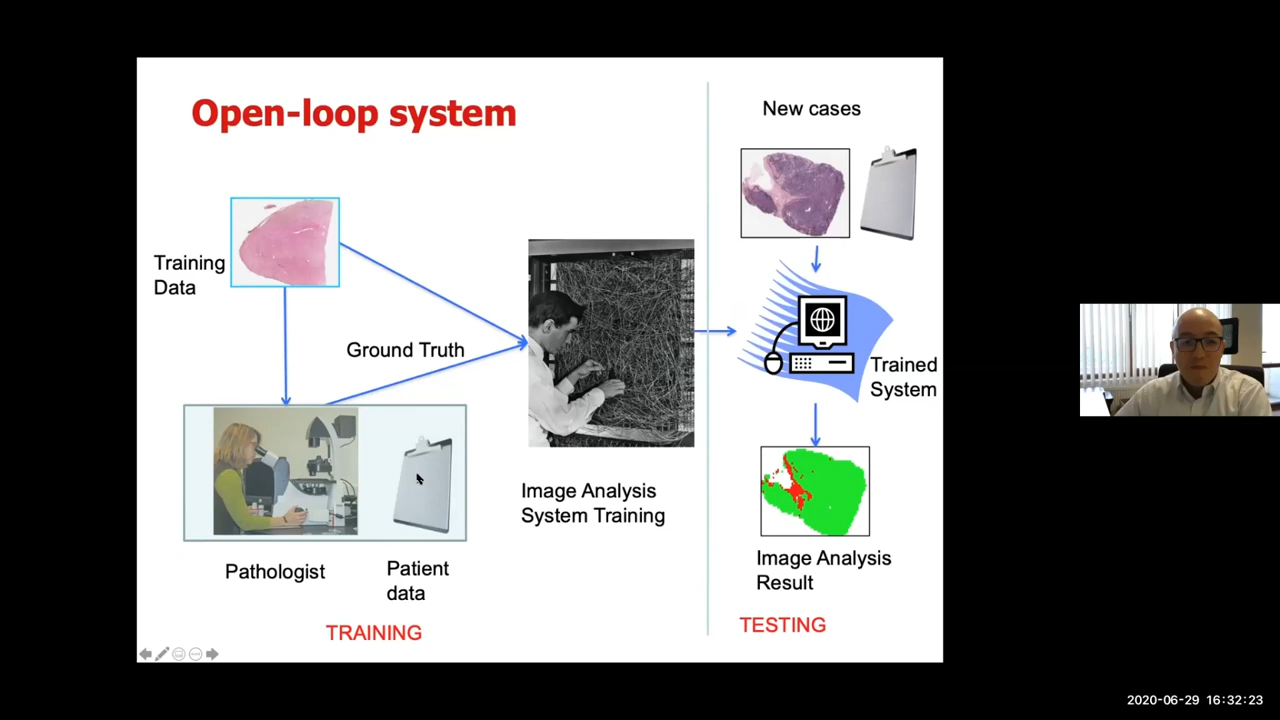 Open-loop system
New cases
Training
Data
Ground Truth
Trained
System
Image Analysis
System Training
Image Analysis
Result
Pathologist
Patient
data
TRAINING
TESTING
2020-06-29 16:32:23